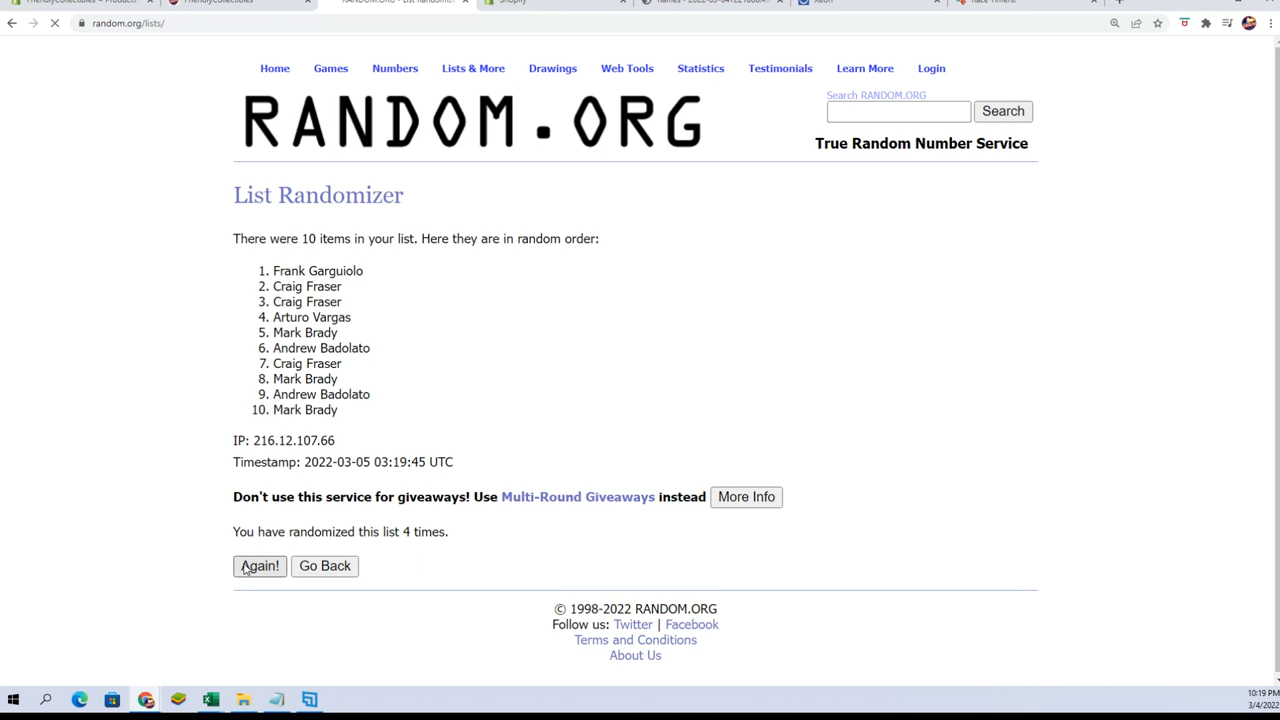 random.org/lists/
Home Games Numbers Lists & More Drawings Web Tools Statistics Testimonials Learn More Login
RANDOM.ORG
Search RANDOM.ORG
Search
True Random Number Service
List Randomizer
There were 10 items in your list. Here they are in random order:
1. Frank Garguiolo
2. Craig Fraser
3. Craig Fraser
4. Arturo Vargas
5. Mark Brady
6. Andrew Badolato
7. Craig Fraser
8. Mark Brady
9. Andrew Badolato
10. Mark Brady
IP: 216.12.107.66
Timestamp: 2022-03-05 03:19:45 UTC
Don't use this service for giveaways! Use Multi-Round Giveaways instead More Info
You have randomized this list 4 times.
Again! Go Back
© 1998-2022 RANDOM.ORG
Follow us: Twitter | Facebook
Terms and Conditions
About Us
10:19 PM
3/4/2022